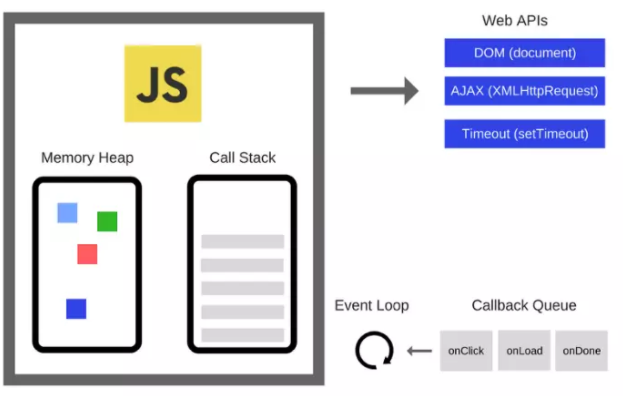 JS
Memory Heap
Call Stack
Web APIs
DOM (document)
AJAX (XMLHttpRequest)
Timeout (setTimeout)
Event Loop
Callback Queue
onClick
onLoad
onDone